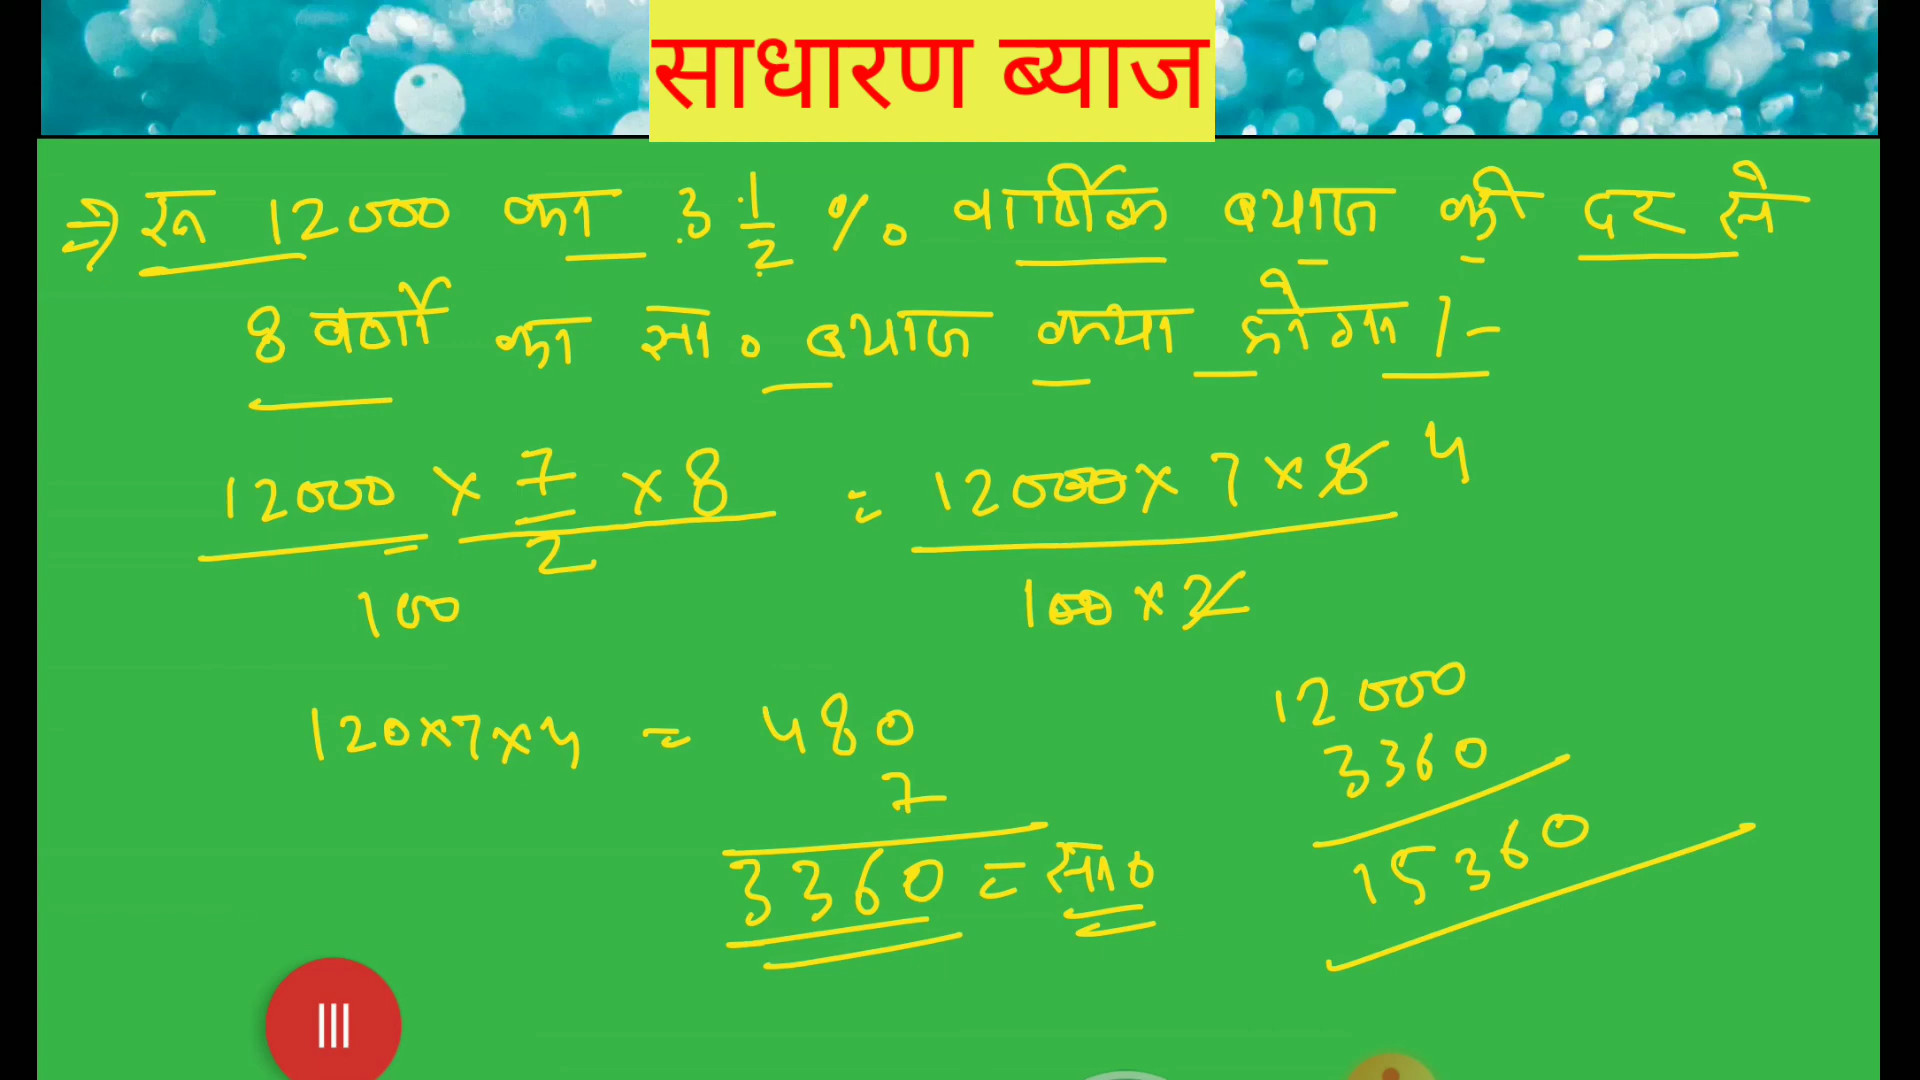 साधारण ब्याज
⇒ रू 12000 का 3 1/2 % वार्षिक ब्याज की दर से
8 वर्षो का सा० ब्याज क्या होगा ।-
12000 × 7/2 × 8 / 100 = 12000 × 7 × 8 4 / 100 × 2
120×7×4 = 480
7
3360 = सा०
12000
3360
15360